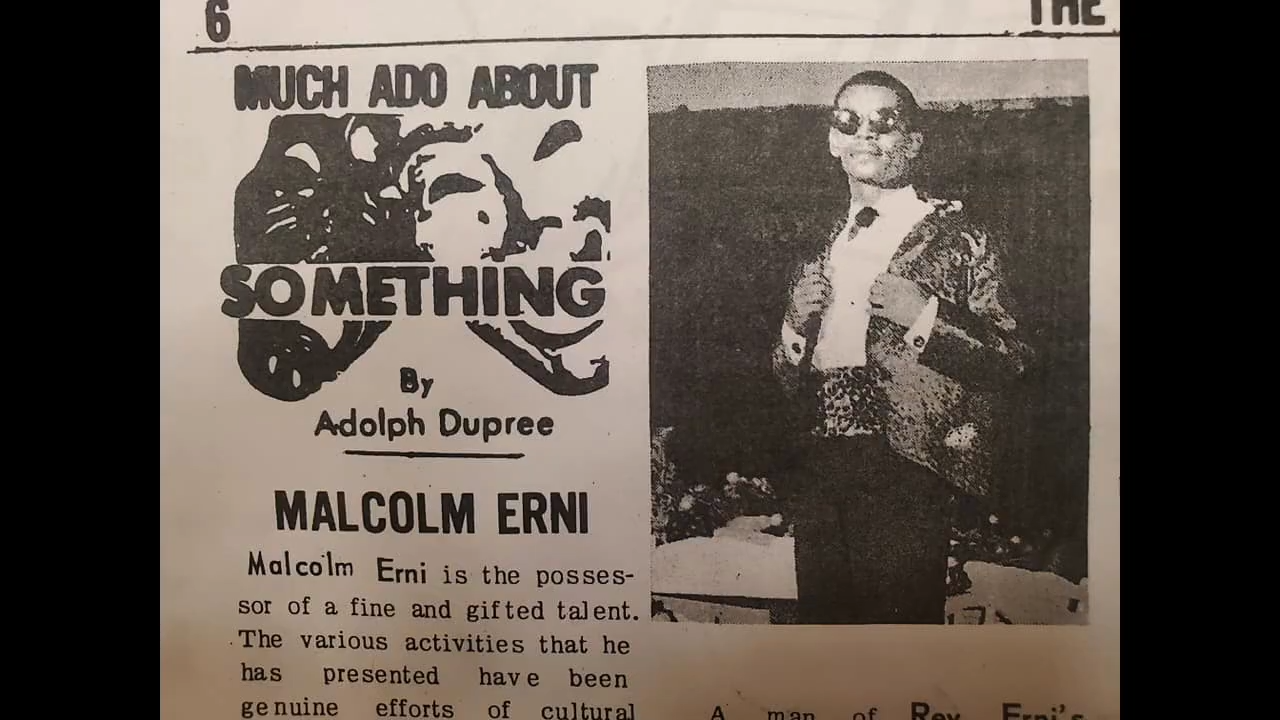 6
THE
MUCH ADO ABOUT
SOMETHING
By
Adolph Dupree
MALCOLM ERNI
Malcolm Erni is the posses-
sor of a fine and gifted talent.
The various activities that he
has presented have been
genuine efforts of cultural
A man of Rev. Erni's